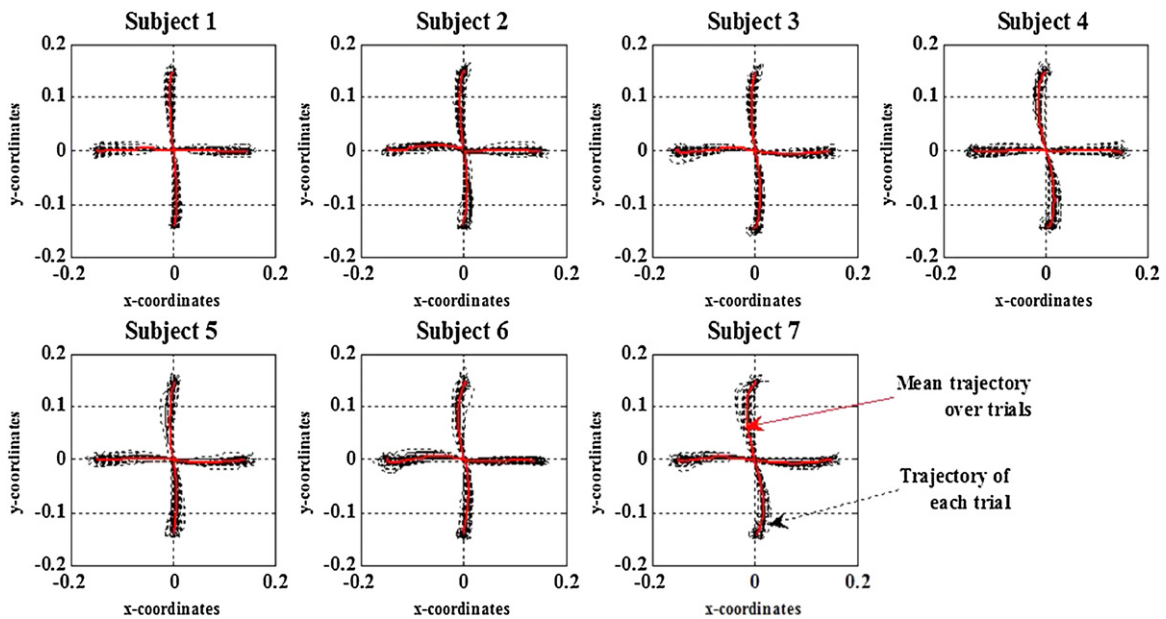 Subject 1 Subject 2 Subject 3 Subject 4
0.2 0.2 0.2 0.2
0.1 0.1 0.1 0.1
y-coordinates y-coordinates y-coordinates y-coordinates
0 0 0 0
-0.1 -0.1 -0.1 -0.1
-0.2 -0.2 -0.2 -0.2
-0.2 0 0.2 -0.2 0 0.2 -0.2 0 0.2 -0.2 0 0.2
x-coordinates x-coordinates x-coordinates x-coordinates
Subject 5 Subject 6 Subject 7
0.2 0.2 0.2
0.1 0.1 0.1
y-coordinates y-coordinates y-coordinates
0 0 0
-0.1 -0.1 -0.1
-0.2 -0.2 -0.2
-0.2 0 0.2 -0.2 0 0.2 -0.2 0 0.2
x-coordinates x-coordinates x-coordinates
Mean trajectory
over trials
Trajectory of
each trial